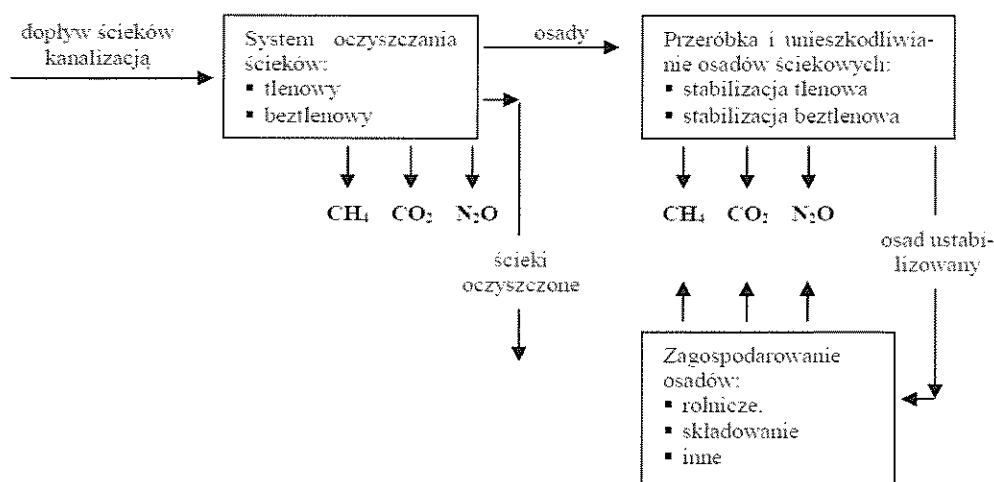 dopływ ścieków
kanalizacją
System oczyszczania
ścieków:
▪ tlenowy
▪ beztlenowy
osady
Przeróbka i unieszkodliwia-
nie osadów ściekowych:
▪ stabilizacja tlenowa
▪ stabilizacja beztlenowa
CH₄ CO₂ N₂O
ścieki
oczyszczone
CH₄ CO₂ N₂O
osad ustabi-
lizowany
Zagospodarowanie
osadów:
▪ rolnicze.
▪ składowanie
▪ inne